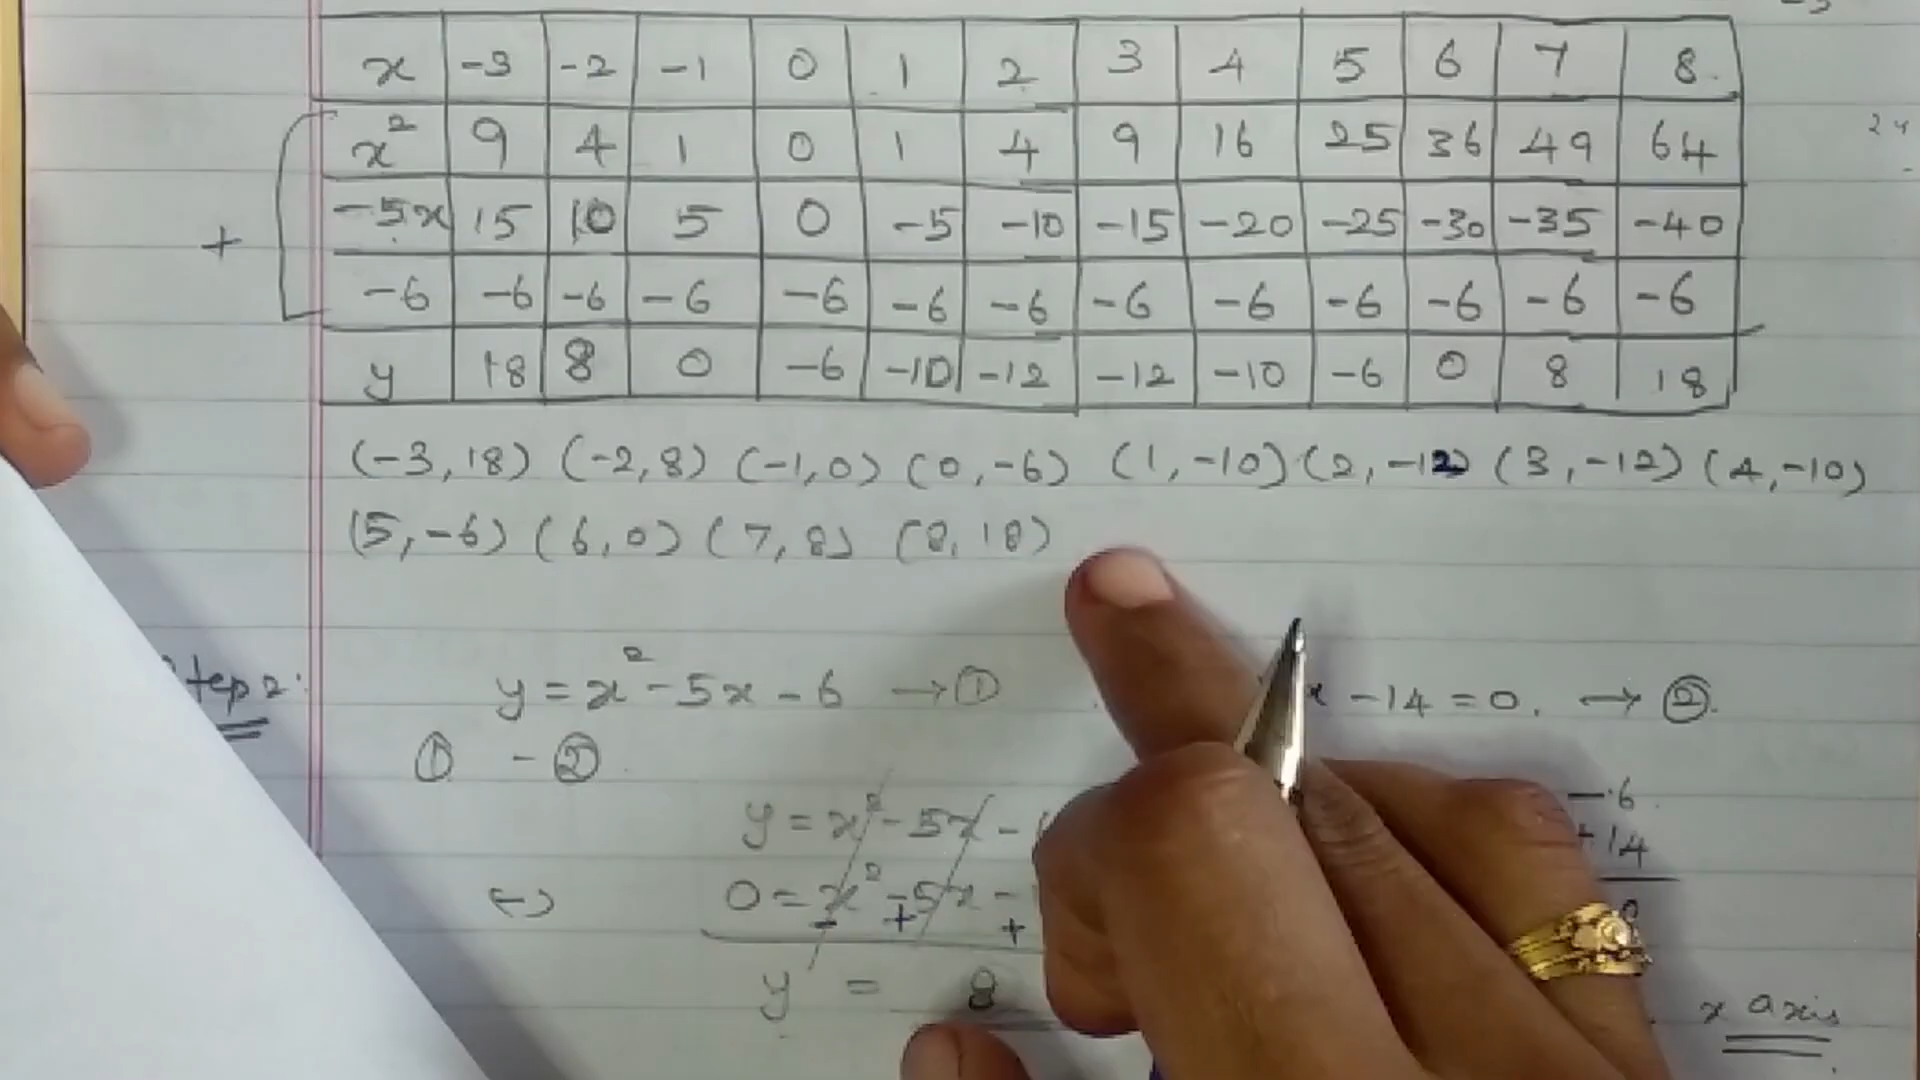 x -3 -2 -1 0 1 2 3 4 5 6 7 8
x² 9 4 1 0 1 4 9 16 25 36 49 64
-5x 15 10 5 0 -5 -10 -15 -20 -25 -30 -35 -40
+
-6 -6 -6 -6 -6 -6 -6 -6 -6 -6 -6 -6 -6
y 18 8 0 -6 -10 -12 -12 -10 -6 0 8 18
(-3,18) (-2,8) (-1,0) (0,-6) (1,-10) (2,-12) (3,-12) (4,-10)
(5,-6) (6,0) (7,8) (8,18)
Step 2: y = x² - 5x - 6 → ① x - 14 = 0. → ②.
① - ②
y = x² - 5x - -6
+14
(-) 0 = x² - 5x -
- + +
y = 8
x axis